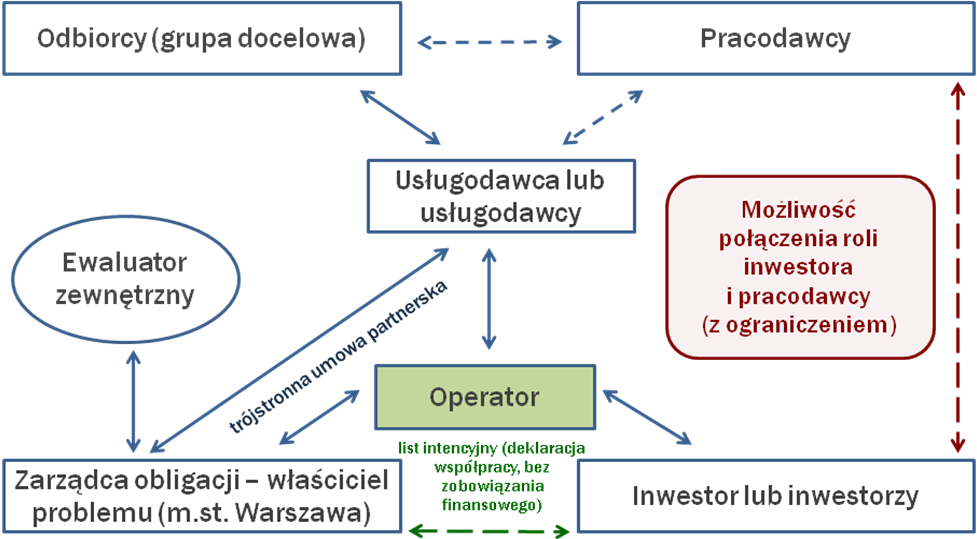 Odbiorcy (grupa docelowa)
Pracodawcy
Usługodawca lub
usługodawcy
Możliwość
połączenia roli
inwestora
i pracodawcy
(z ograniczeniem)
Ewaluator
zewnętrzny
trójstronna umowa partnerska
Operator
list intencyjny (deklaracja
współpracy, bez
zobowiązania
finansowego)
Zarządca obligacji – właściciel
problemu (m.st. Warszawa)
Inwestor lub inwestorzy